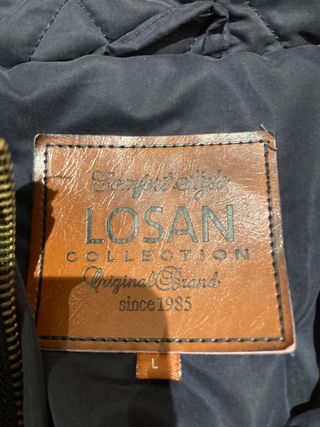 Comfort style
LOSAN
COLLECTION
Original Brand
since 1985
L